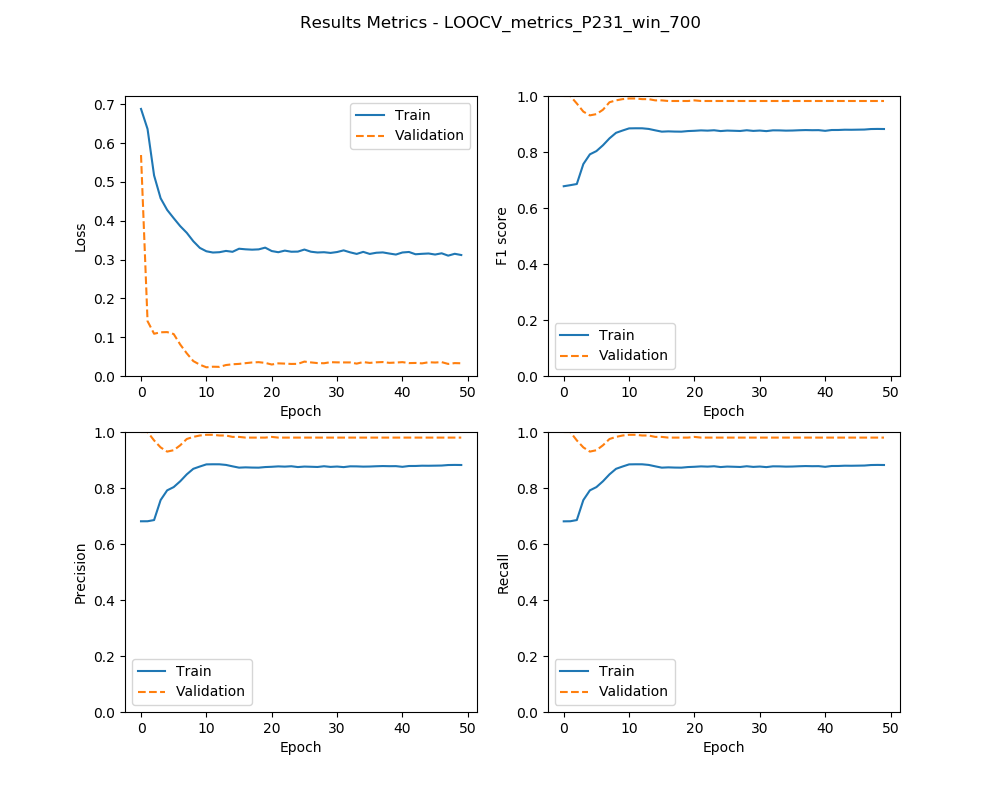 Results Metrics - LOOCV_metrics_P231_win_700
0.7
0.6
0.5
0.4
0.3
0.2
0.1
0.0
Loss
Train
Validation
0 10 20 30 40 50
Epoch
1.0
0.8
0.6
0.4
0.2
0.0
F1 score
Train
Validation
0 10 20 30 40 50
Epoch
1.0
0.8
0.6
0.4
0.2
0.0
Precision
Train
Validation
0 10 20 30 40 50
Epoch
1.0
0.8
0.6
0.4
0.2
0.0
Recall
Train
Validation
0 10 20 30 40 50
Epoch